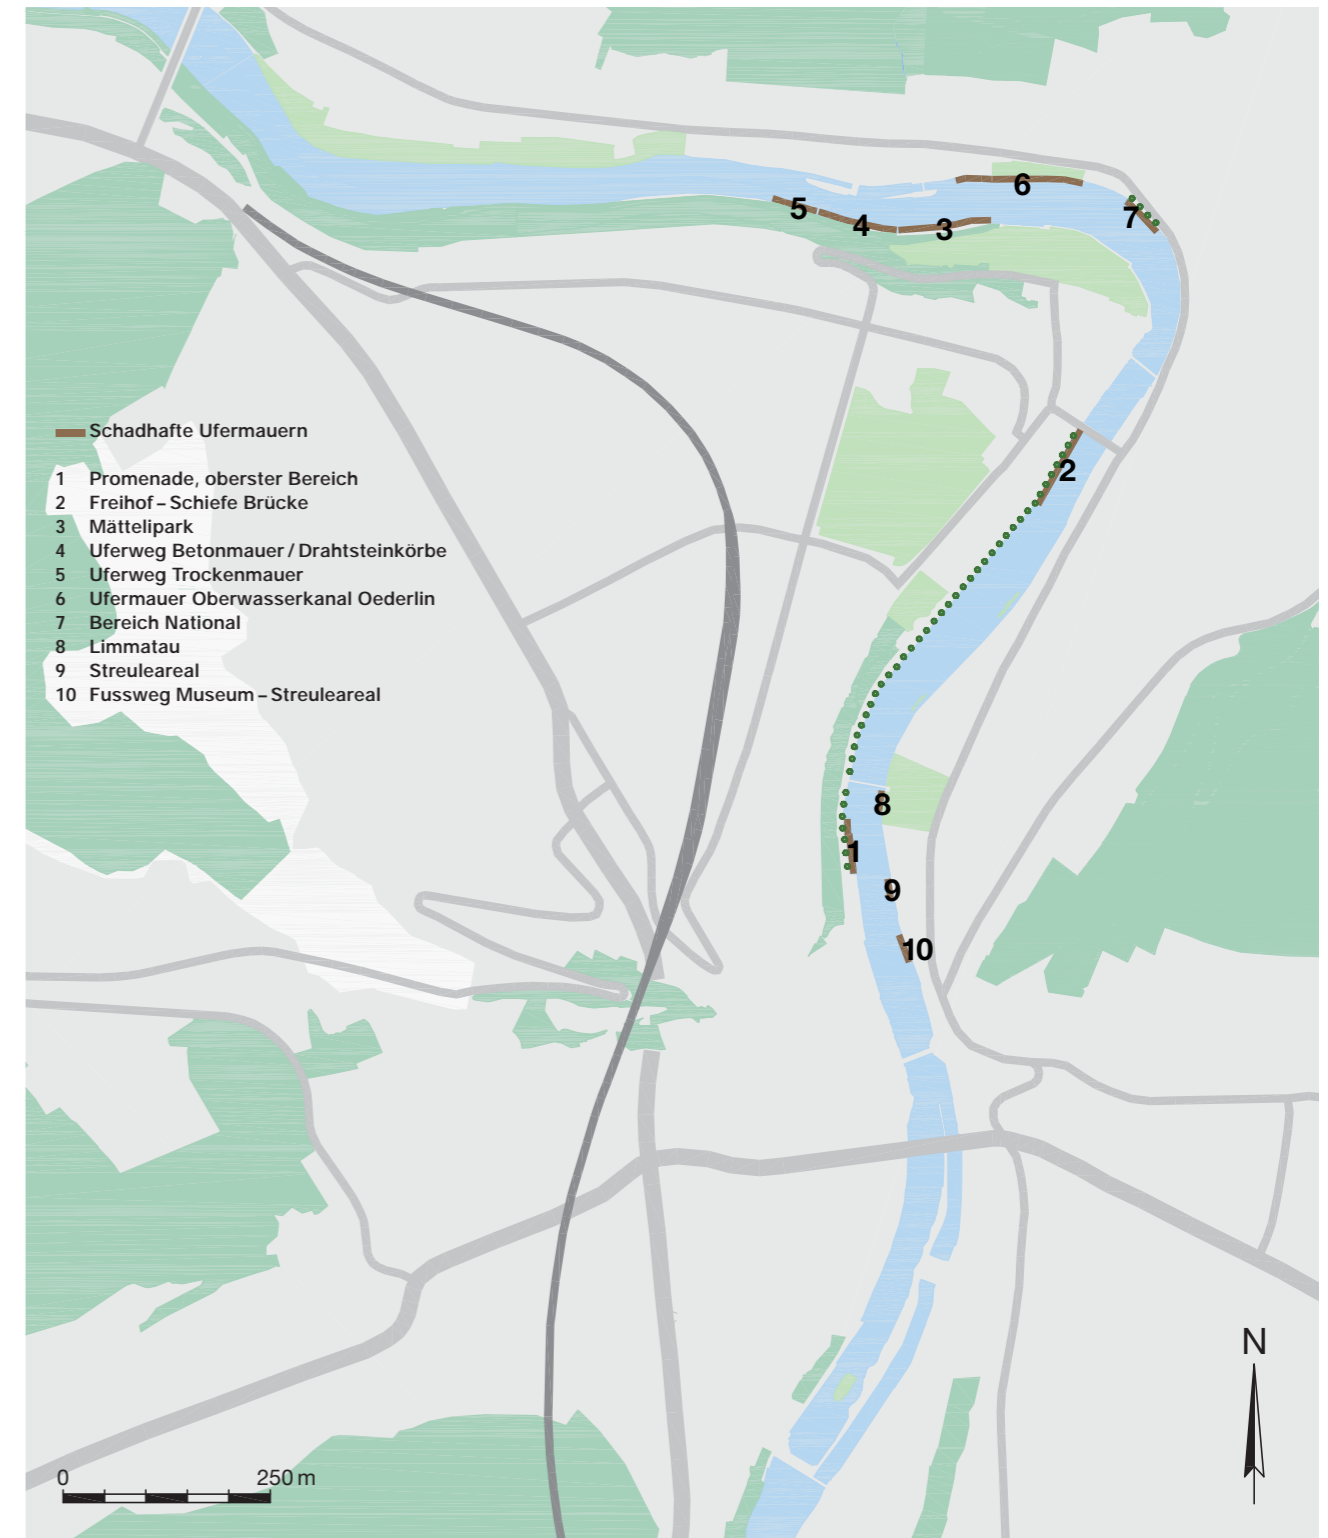 6
5
7
4
3
Schadhafte Ufermauern
2
1 Promenade, oberster Bereich
2 Freihof – Schiefe Brücke
3 Mättelipark
4 Uferweg Betonmauer / Drahtsteinkörbe
5 Uferweg Trockenmauer
6 Ufermauer Oberwasserkanal Oederlin
7 Bereich National
8 Limmatau
9 Streuleareal
10 Fussweg Museum – Streuleareal
8
1
9
10
N
0 250 m